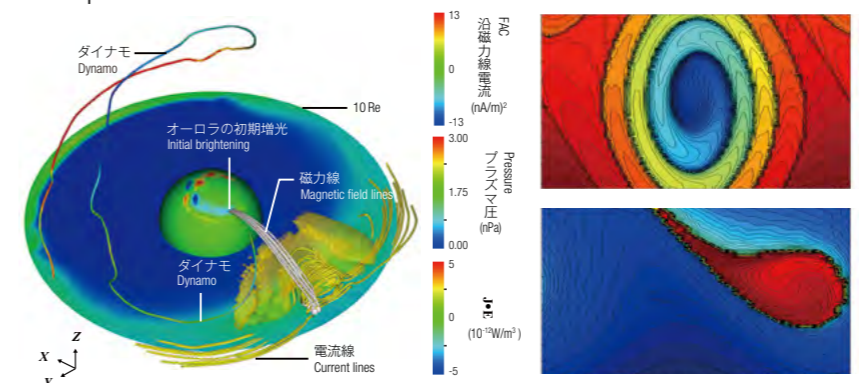 ダイナモ
Dynamo
10 Re
オーロラの初期増光
Initial brightening
磁力線
Magnetic field lines
ダイナモ
Dynamo
電流線
Current lines
Z
X
Y
13
0
-13
FAC
沿磁力線電流
(nA/m)²
3.00
1.75
0.00
Pressure
プラズマ圧
(nPa)
5
0
-5
J•E
(10⁻¹²W/m³)